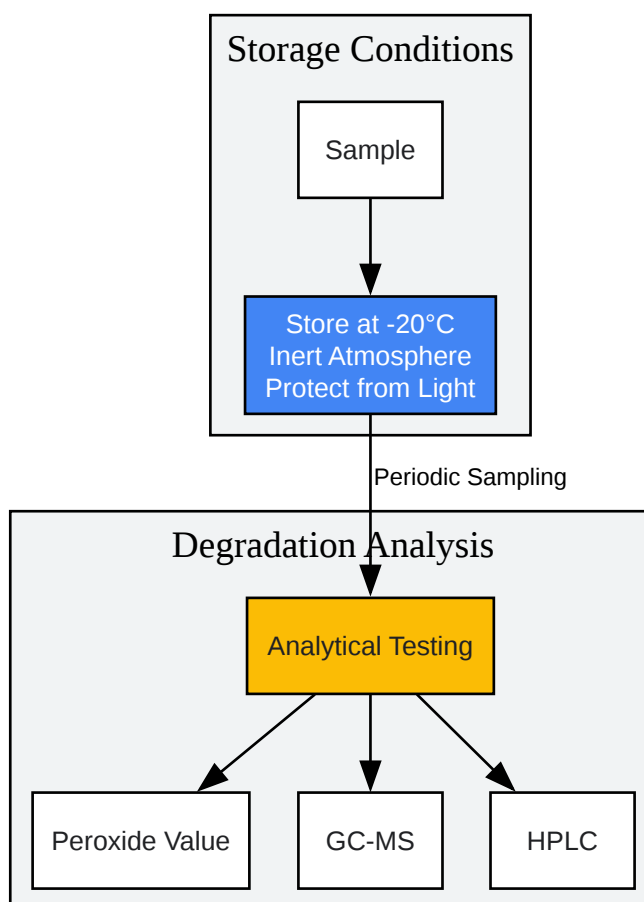 Storage Conditions
Sample
Store at -20°C
Inert Atmosphere
Protect from Light
Periodic Sampling
Degradation Analysis
Analytical Testing
Peroxide Value
GC-MS
HPLC